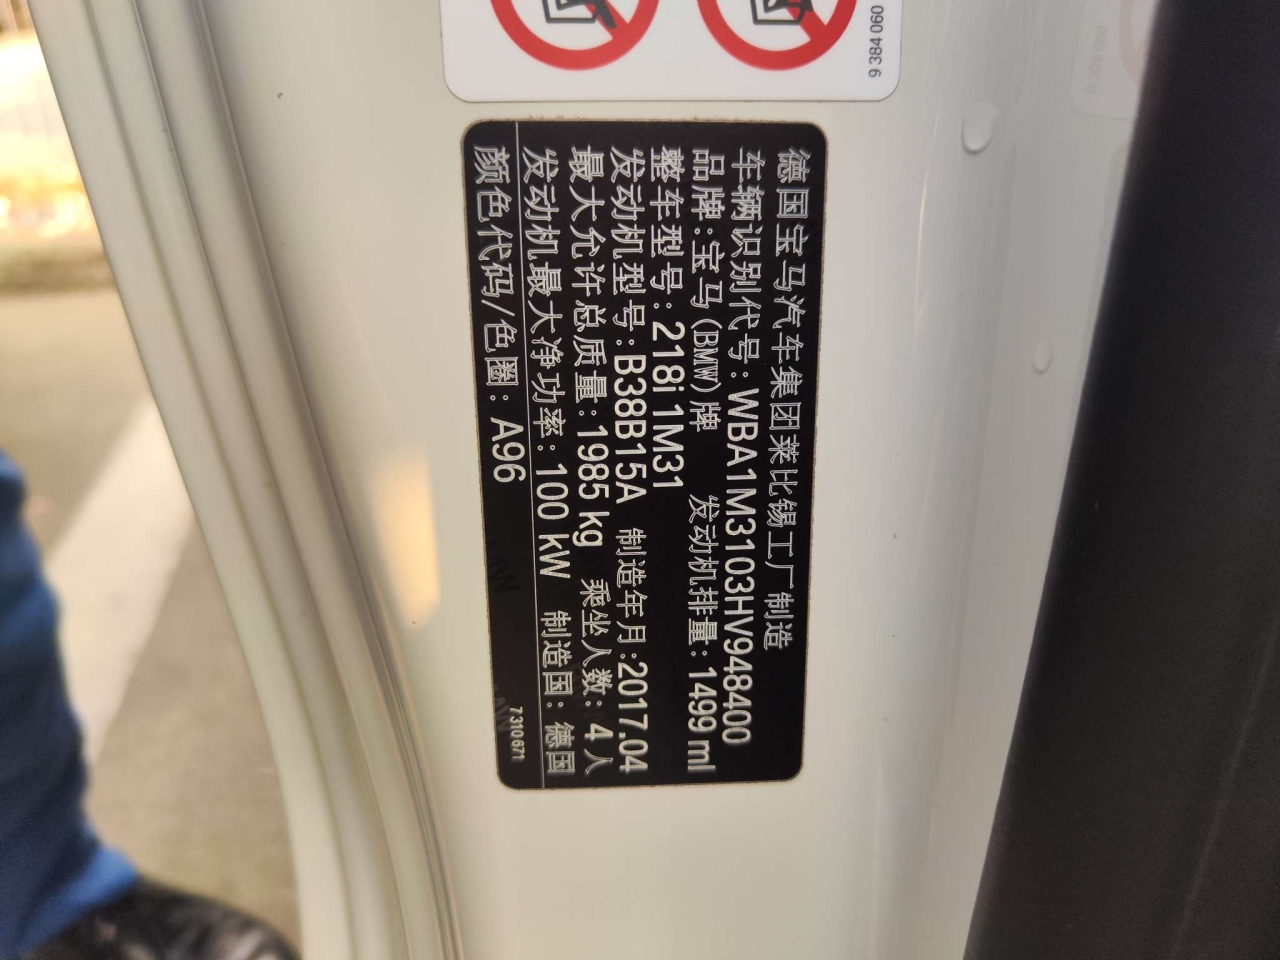 9 384 060
德国宝马汽车集团莱比锡工厂制造
车辆识别代号: WBA1M3103HV948400
品牌:宝马(BMW)牌 发动机排量: 1499 ml
整车型号: 218i 1M31
发动机型号: B38B15A 制造年月:2017.04
最大允许总质量: 1985 kg 乘坐人数: 4 人
发动机最大净功率: 100 kW 制造国: 德国
颜色代码/色圈: A96
7 310 671